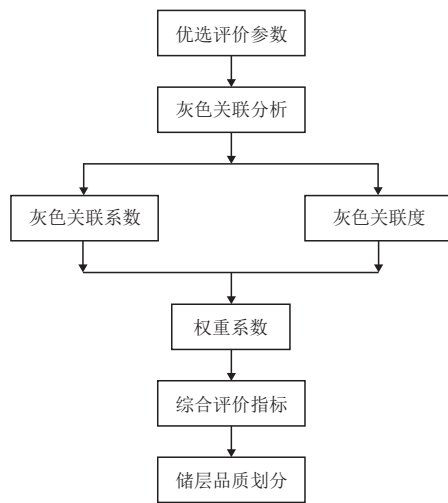 优选评价参数
灰色关联分析
灰色关联系数
灰色关联度
权重系数
综合评价指标
储层品质划分